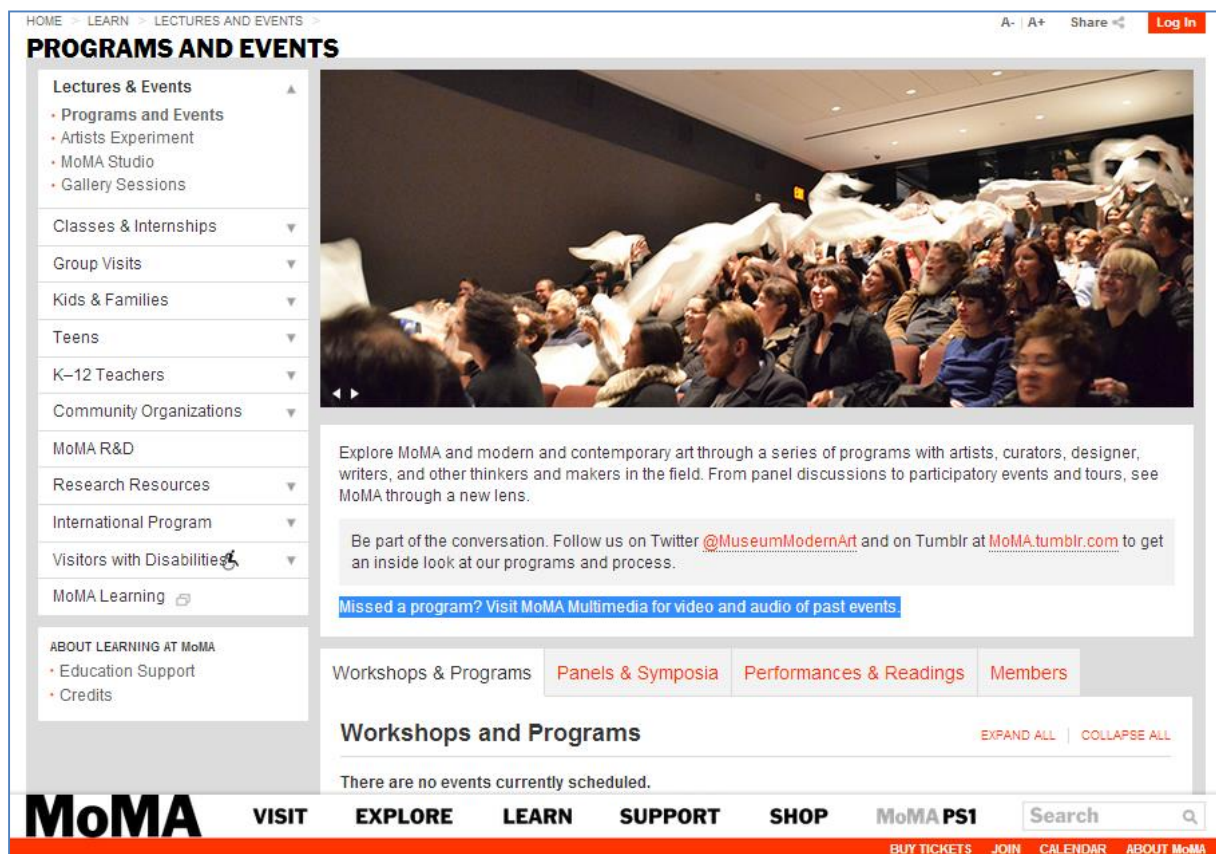 HOME > LEARN > LECTURES AND EVENTS >
A- | A+ Share Log In
PROGRAMS AND EVENTS
Lectures & Events
• Programs and Events
• Artists Experiment
• MoMA Studio
• Gallery Sessions
Classes & Internships
Group Visits
Kids & Families
Teens
K–12 Teachers
Community Organizations
MoMA R&D
Research Resources
International Program
Visitors with Disabilities
MoMA Learning
ABOUT LEARNING AT MoMA
• Education Support
• Credits
Explore MoMA and modern and contemporary art through a series of programs with artists, curators, designer,
writers, and other thinkers and makers in the field. From panel discussions to participatory events and tours, see
MoMA through a new lens.
Be part of the conversation. Follow us on Twitter @MuseumModernArt and on Tumblr at MoMA.tumblr.com to get
an inside look at our programs and process.
Missed a program? Visit MoMA Multimedia for video and audio of past events.
Workshops & Programs Panels & Symposia Performances & Readings Members
Workshops and Programs
EXPAND ALL | COLLAPSE ALL
There are no events currently scheduled.
MoMA VISIT EXPLORE LEARN SUPPORT SHOP MoMA PS1 Search
BUY TICKETS JOIN CALENDAR ABOUT MoMA